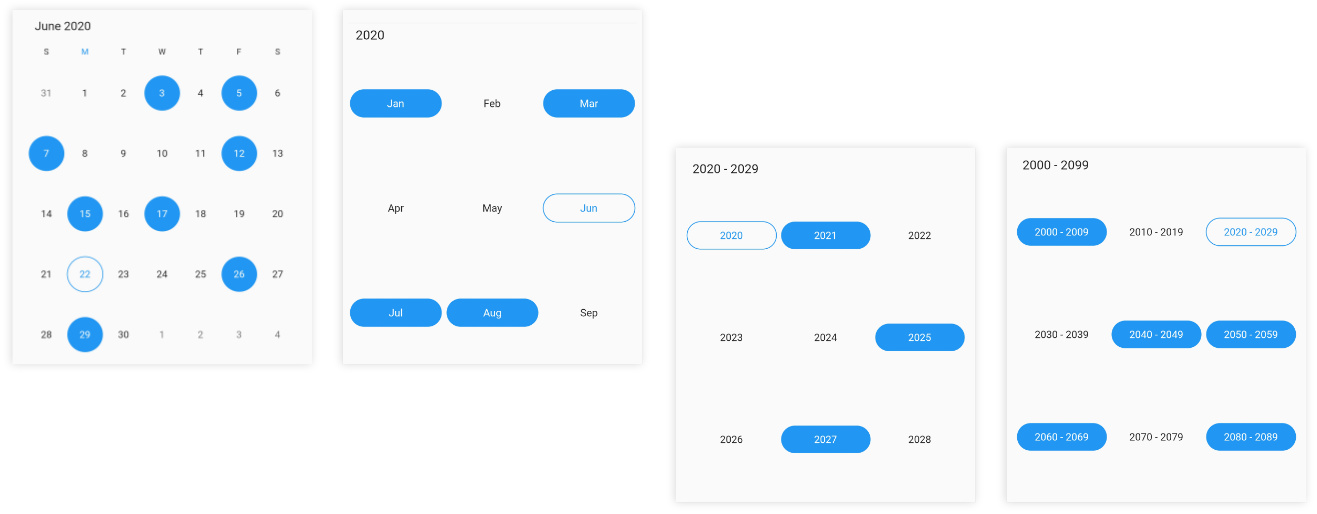 June 2020
S M T W T F S
31 1 2 3 4 5 6
7 8 9 10 11 12 13
14 15 16 17 18 19 20
21 22 23 24 25 26 27
28 29 30 1 2 3 4
2020
Jan Feb Mar
Apr May Jun
Jul Aug Sep
2020 - 2029
2020 2021 2022
2023 2024 2025
2026 2027 2028
2000 - 2099
2000 - 2009 2010 - 2019 2020 - 2029
2030 - 2039 2040 - 2049 2050 - 2059
2060 - 2069 2070 - 2079 2080 - 2089